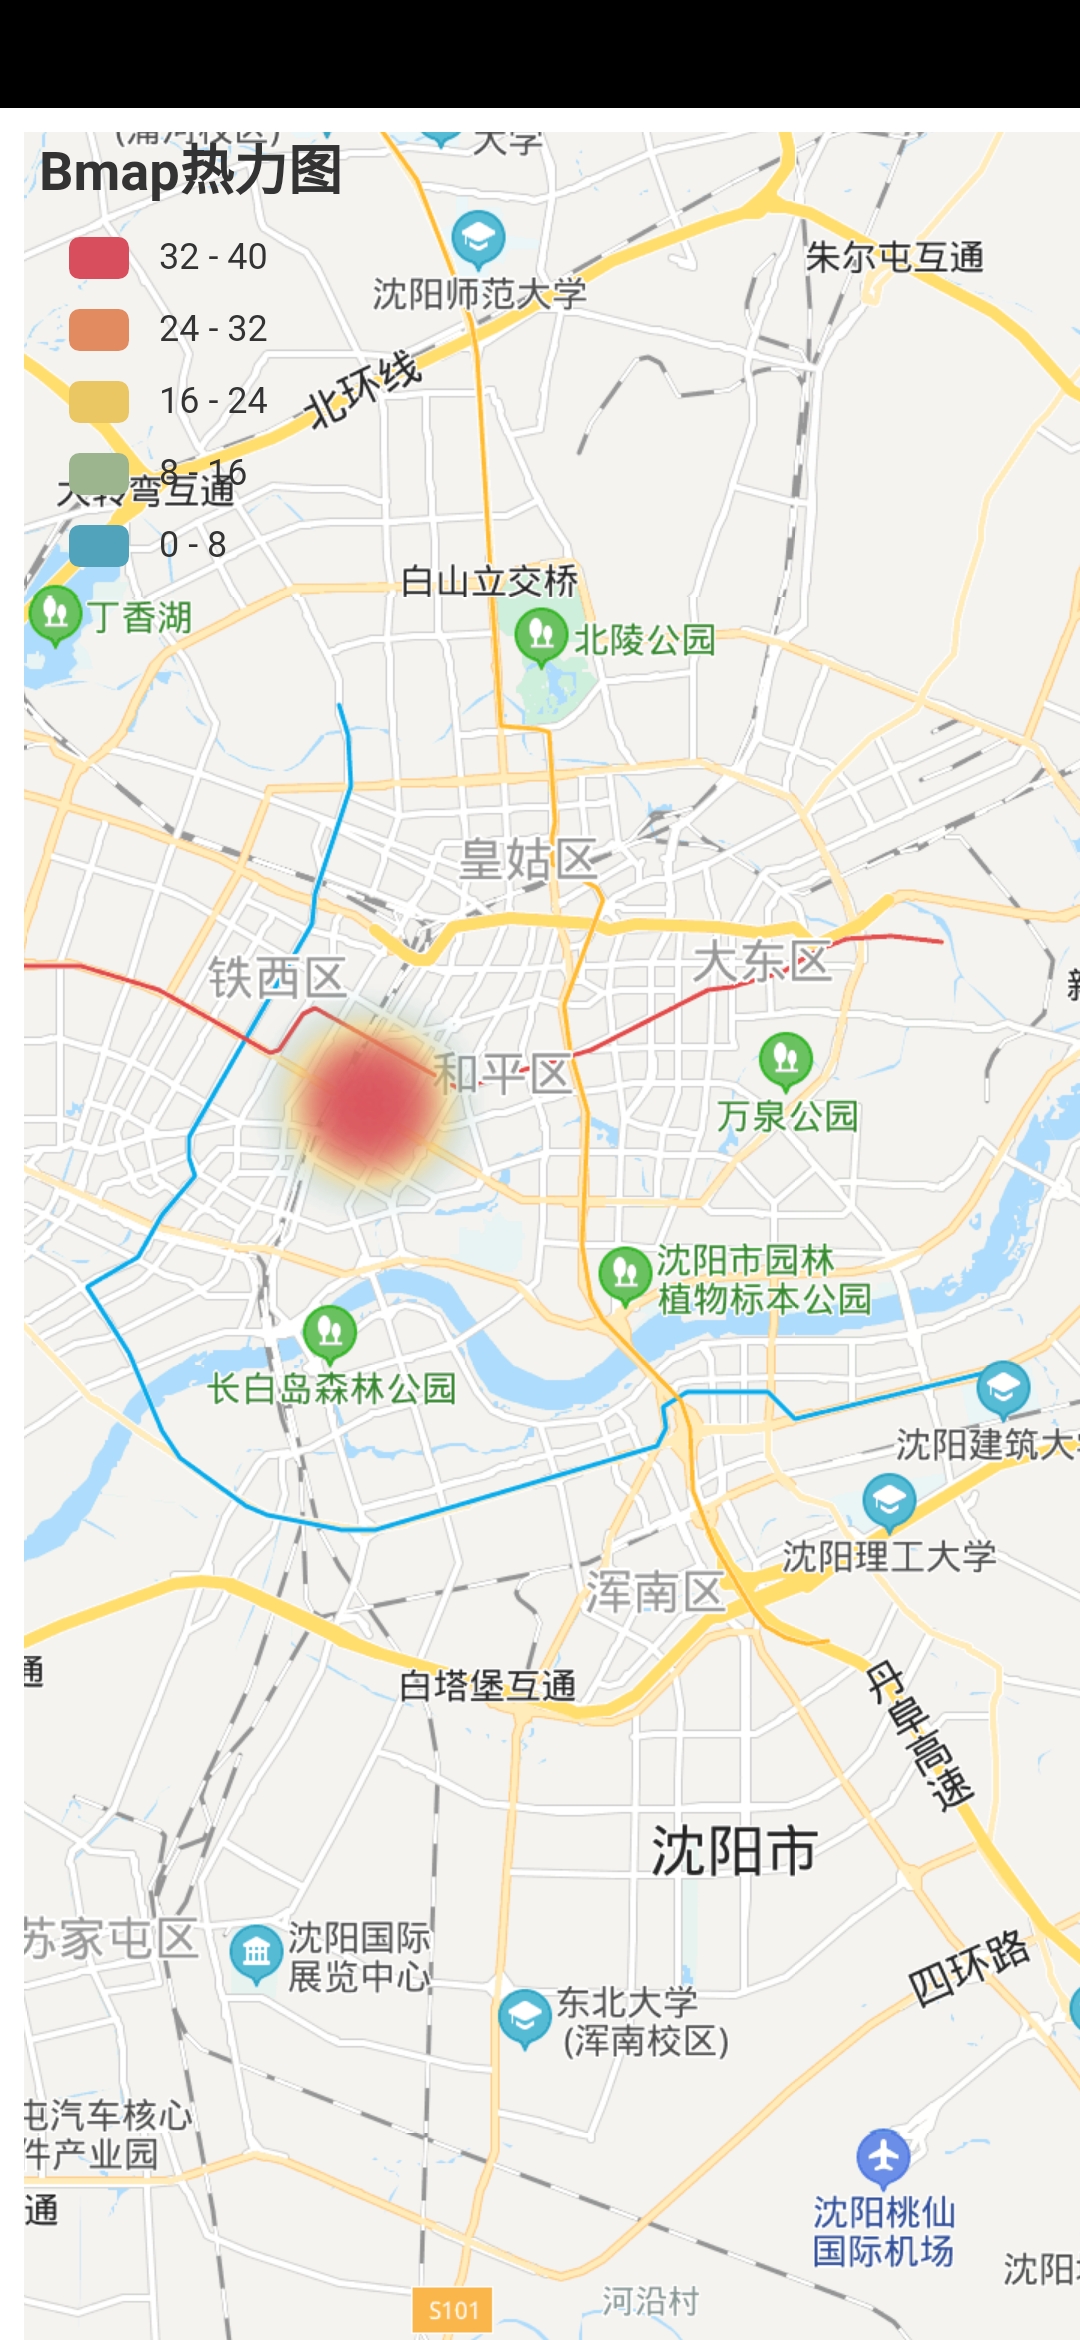 (蒲河校区)
大学
Bmap热力图
32 - 40
24 - 32
16 - 24
8 - 16
0 - 8
朱尔屯互通
沈阳师范大学
北环线
大转弯互通
白山立交桥
丁香湖
北陵公园
皇姑区
大东区
铁西区
新
和平区
万泉公园
沈阳市园林
植物标本公园
长白岛森林公园
沈阳建筑大
沈阳理工大学
浑南区
通
白塔堡互通
丹阜高速
沈阳市
苏家屯区
沈阳国际
展览中心
四环路
东北大学
(浑南校区)
屯汽车核心
件产业园
通
沈阳桃仙
国际机场
沈阳
河沿村
S101